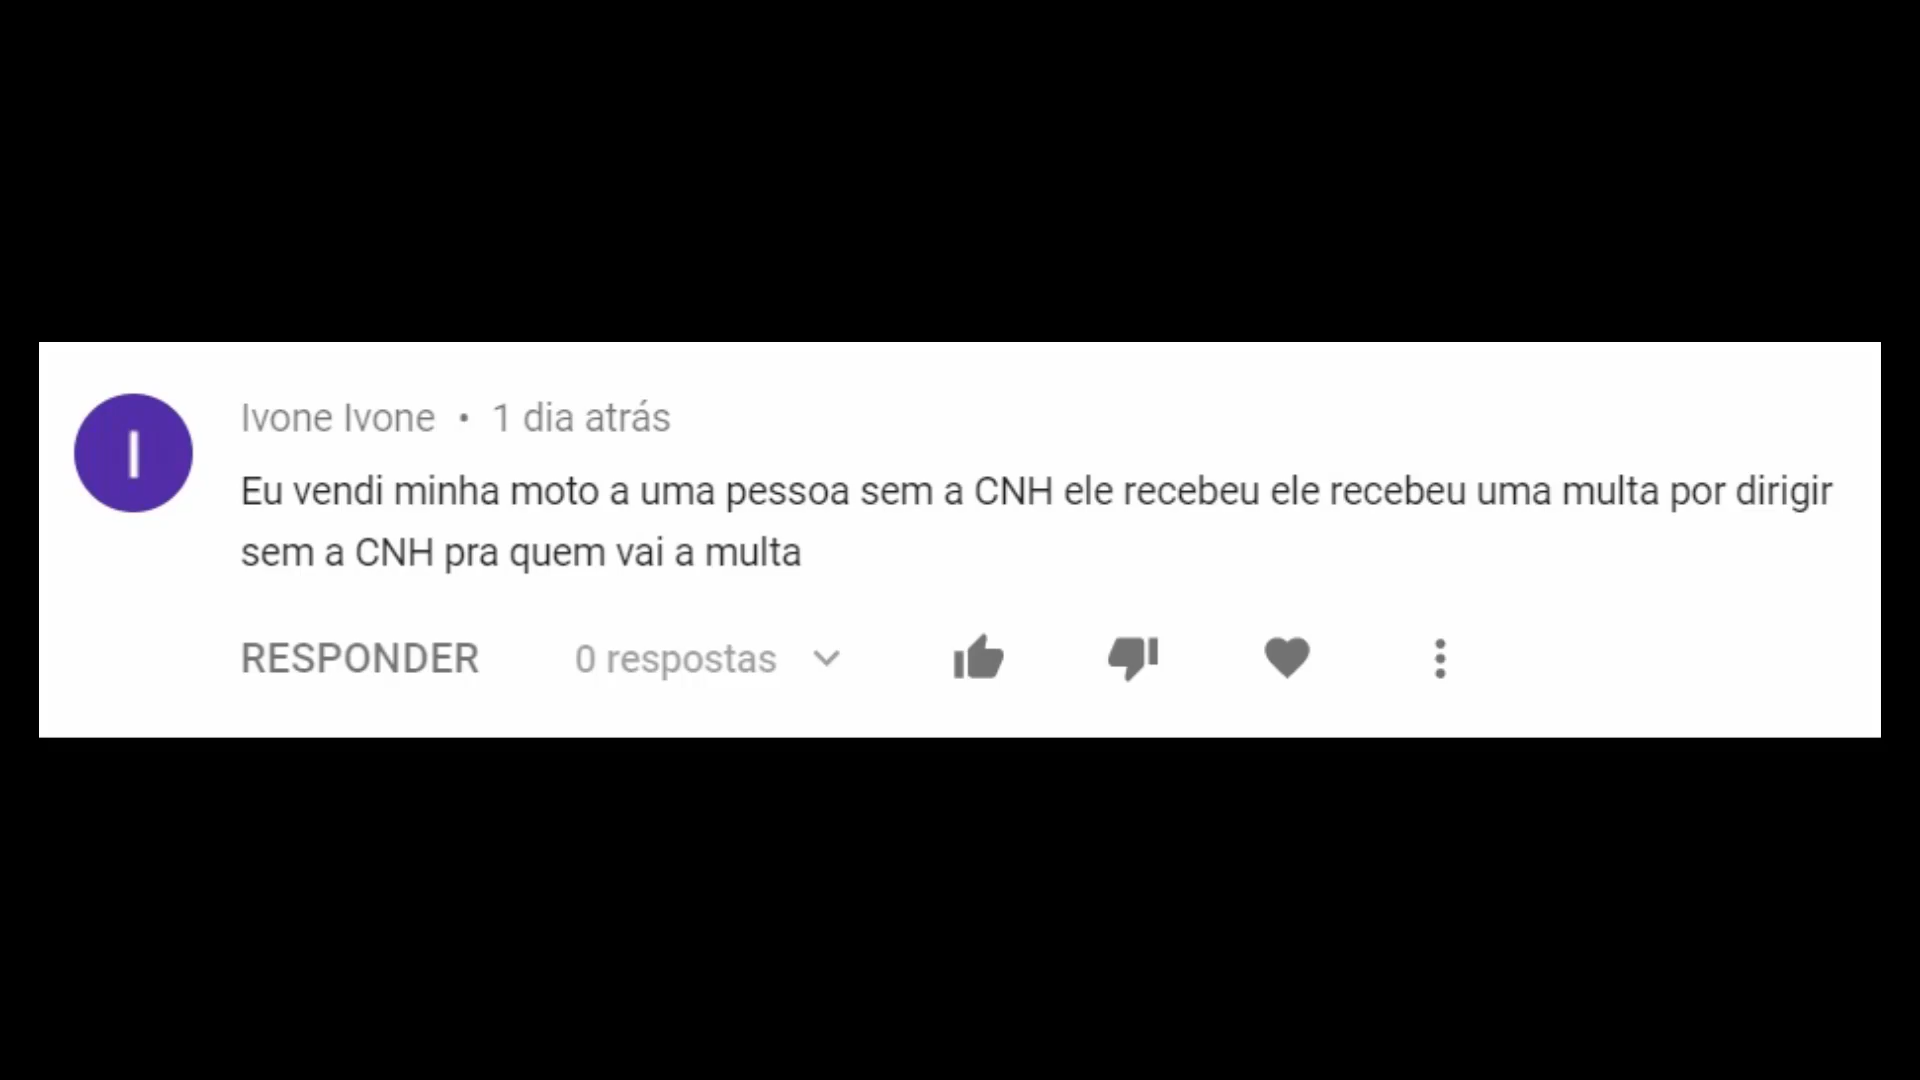 I
Ivone Ivone • 1 dia atrás
Eu vendi minha moto a uma pessoa sem a CNH ele recebeu ele recebeu uma multa por dirigir
sem a CNH pra quem vai a multa
RESPONDER 0 respostas